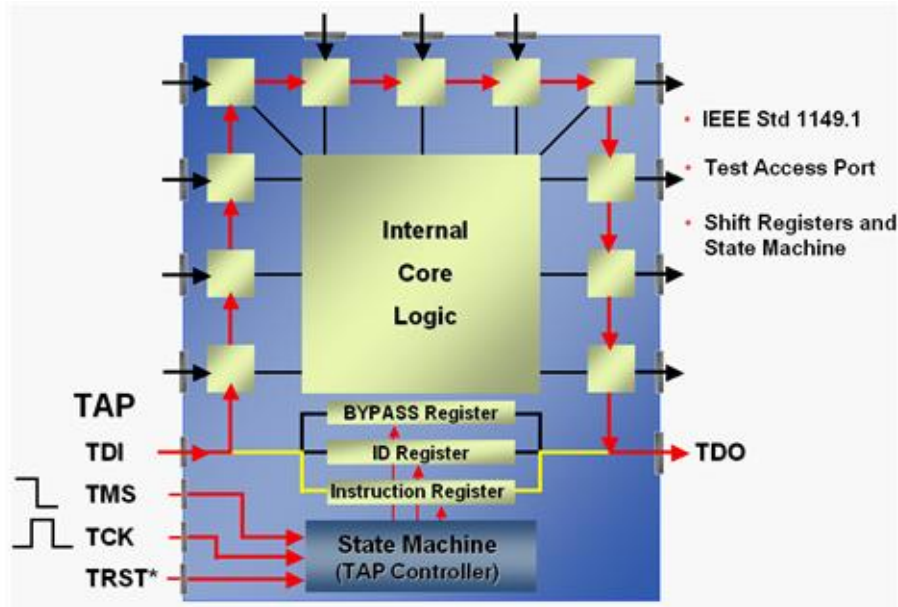 • IEEE Std 1149.1
• Test Access Port
• Shift Registers and
State Machine
Internal
Core
Logic
TAP
BYPASS Register
TDI
ID Register
TDO
TMS
Instruction Register
TCK
State Machine
(TAP Controller)
TRST*